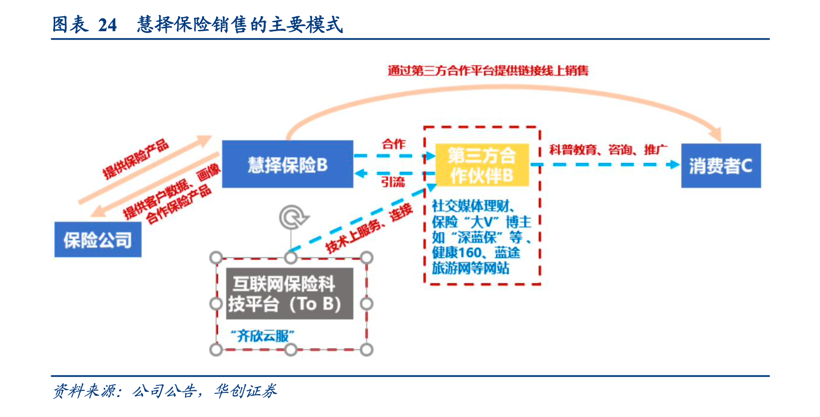 图表 24 慧择保险销售的主要模式
通过第三方合作平台提供链接线上销售
提供保险产品
提供客户数据、画像
合作保险产品
慧择保险B
合作
引流
第三方合
作伙伴B
科普教育、咨询、推广
消费者C
保险公司
技术上服务、连接
社交媒体理财、
保险“大V”博主
如“深蓝保”等、
健康160、蓝途
旅游网等网站
互联网保险科
技平台（To B）
“齐欣云服”
资料来源：公司公告，华创证券